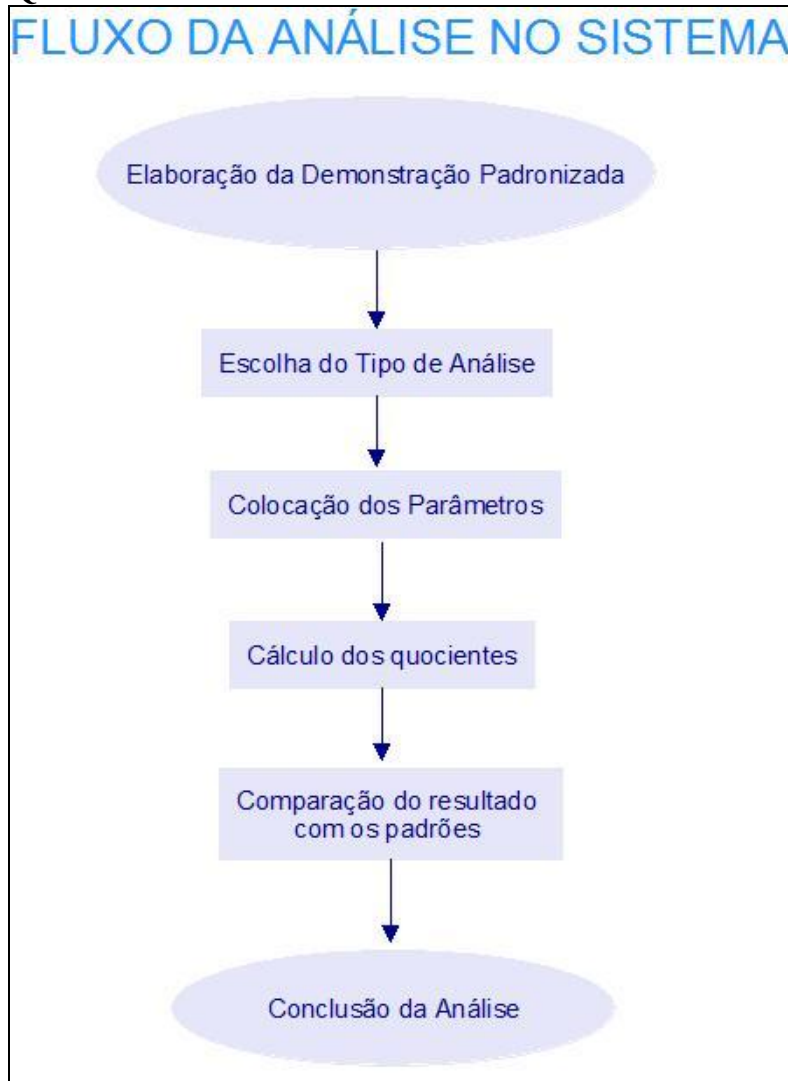 FLUXO DA ANÁLISE NO SISTEMA
Elaboração da Demonstração Padronizada
Escolha do Tipo de Análise
Colocação dos Parâmetros
Cálculo dos quocientes
Comparação do resultado
com os padrões
Conclusão da Análise